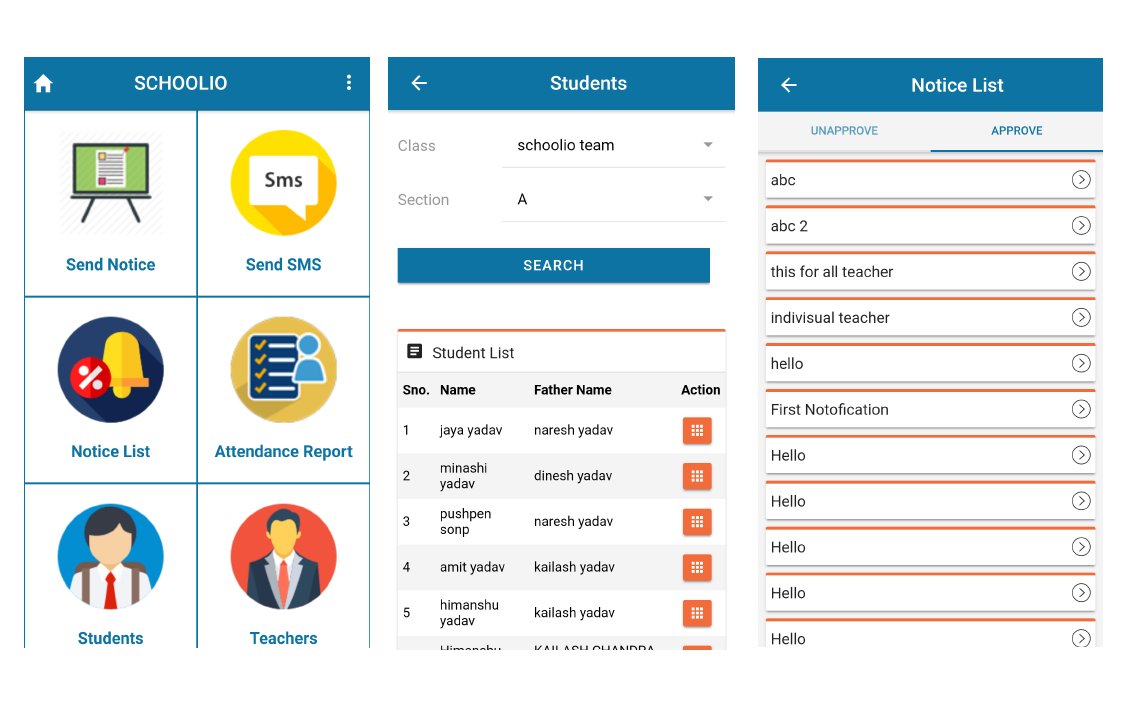 SCHOOLIO
Sms
Send Notice
Send SMS
Notice List
Attendance Report
Students
Teachers
Students
Class
schoolio team
Section
A
SEARCH
Student List
Sno. Name Father Name Action
1 jaya yadav naresh yadav
2 minashi yadav dinesh yadav
3 pushpen sonp naresh yadav
4 amit yadav kailash yadav
5 himanshu yadav kailash yadav
Himanshu KAILASH CHANDRA
Notice List
UNAPPROVE APPROVE
abc
abc 2
this for all teacher
indivisual teacher
hello
First Notofication
Hello
Hello
Hello
Hello
Hello